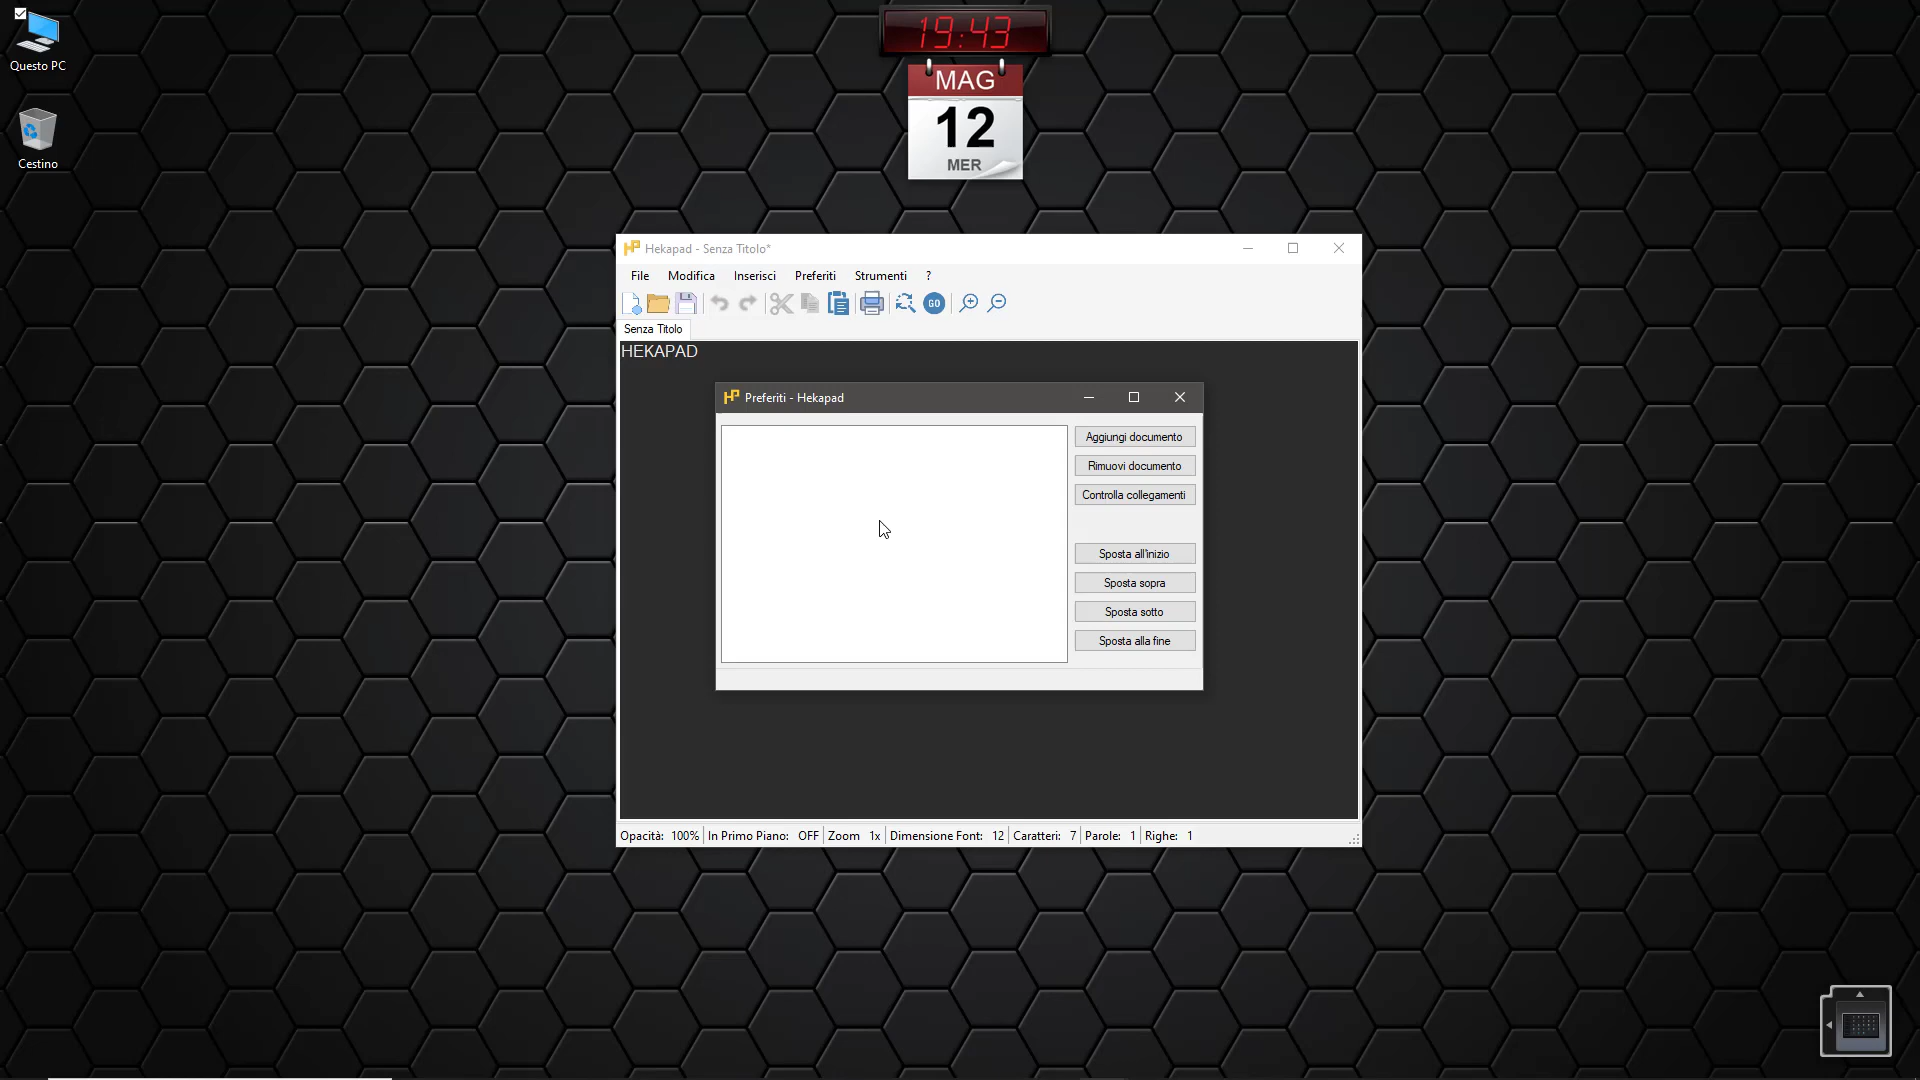 Questo PC
Cestino
19:43
MAG
12
MER
HP Hekapad - Senza Titolo*
File Modifica Inserisci Preferiti Strumenti ?
GO
Senza Titolo
HEKAPAD
HP Preferiti - Hekapad
Aggiungi documento
Rimuovi documento
Controlla collegamenti
Sposta all'inizio
Sposta sopra
Sposta sotto
Sposta alla fine
Opacità: 100% In Primo Piano: OFF Zoom 1x Dimensione Font: 12 Caratteri: 7 Parole: 1 Righe: 1